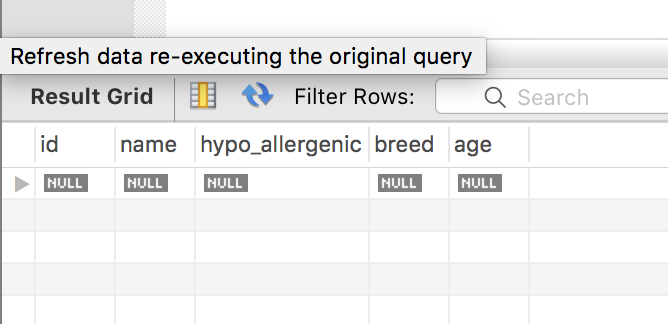 Refresh data re-executing the original query
Result Grid Filter Rows: Search
id name hypo_allergenic breed age
NULL NULL NULL NULL NULL